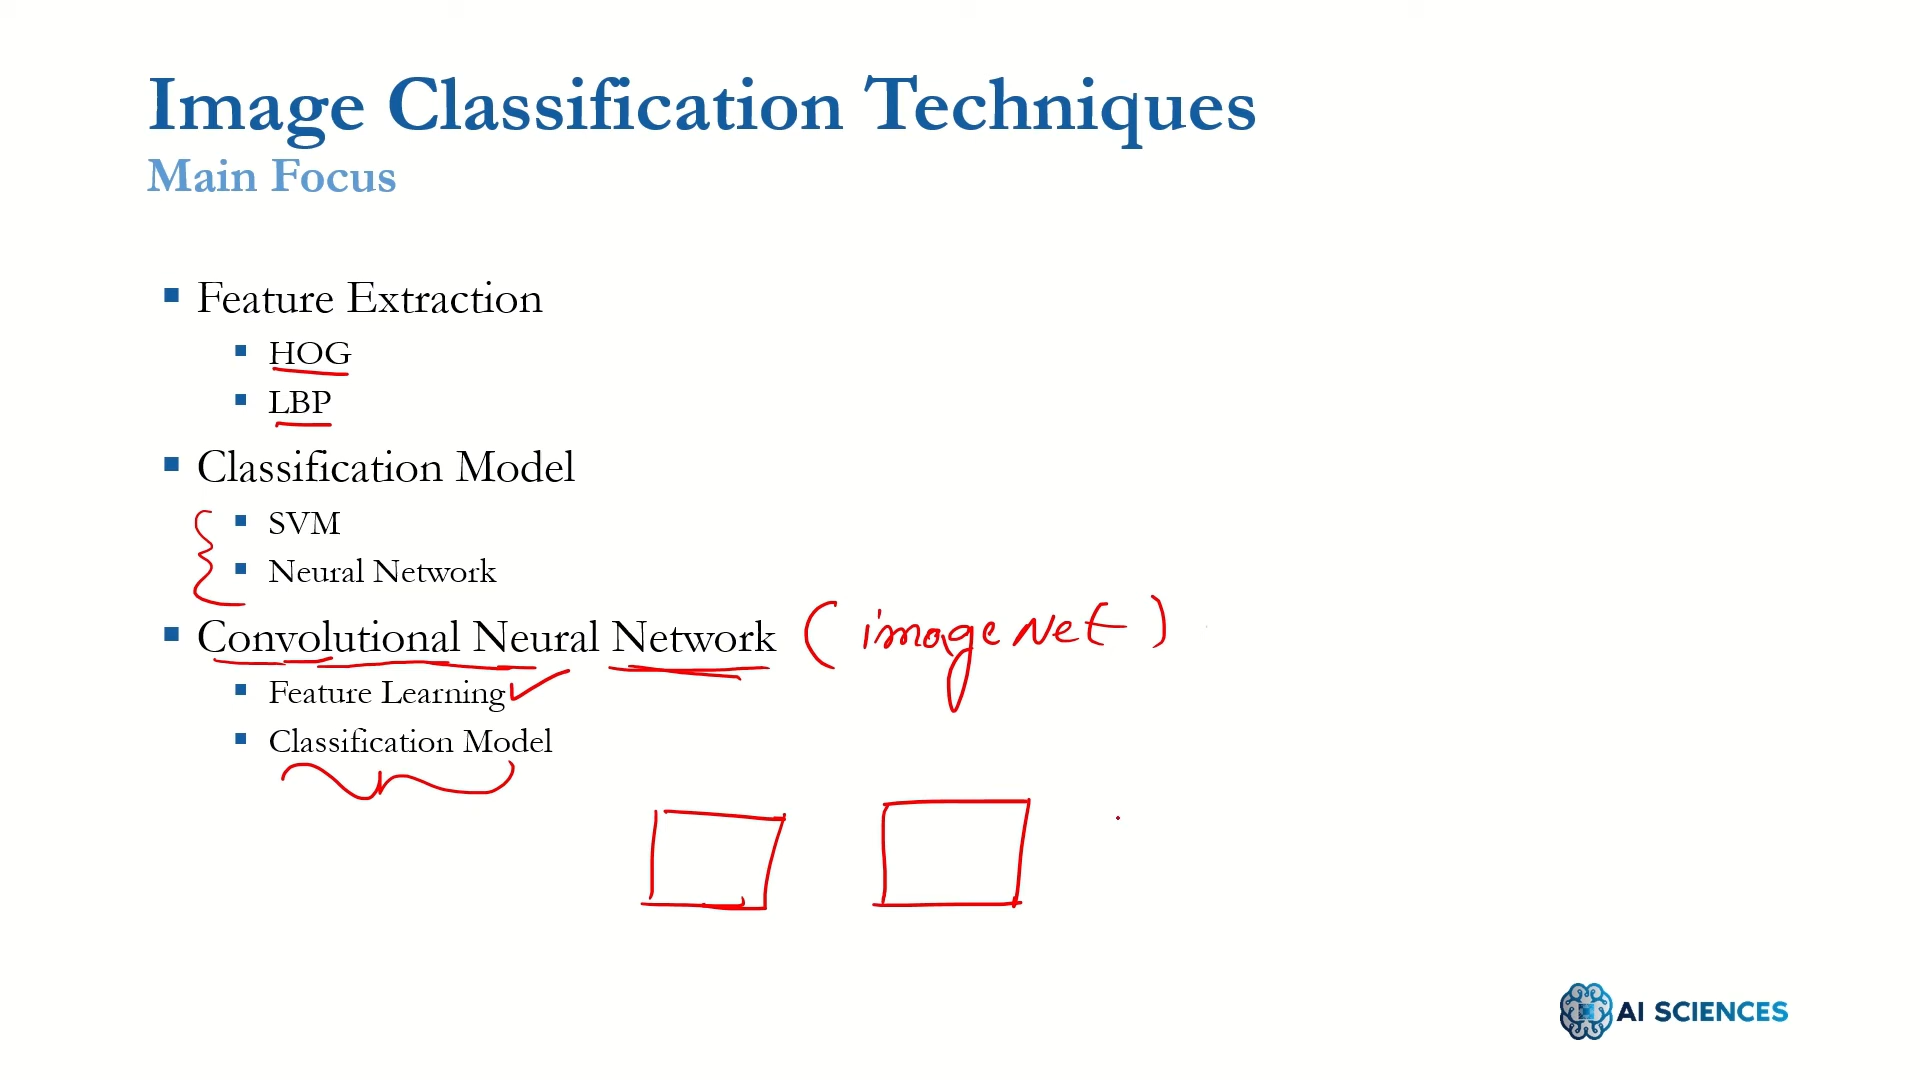 Image Classification Techniques
Main Focus
Feature Extraction
HOG
LBP
Classification Model
SVM
Neural Network
Convolutional Neural Network (imageNet)
Feature Learning
Classification Model
AI SCIENCES